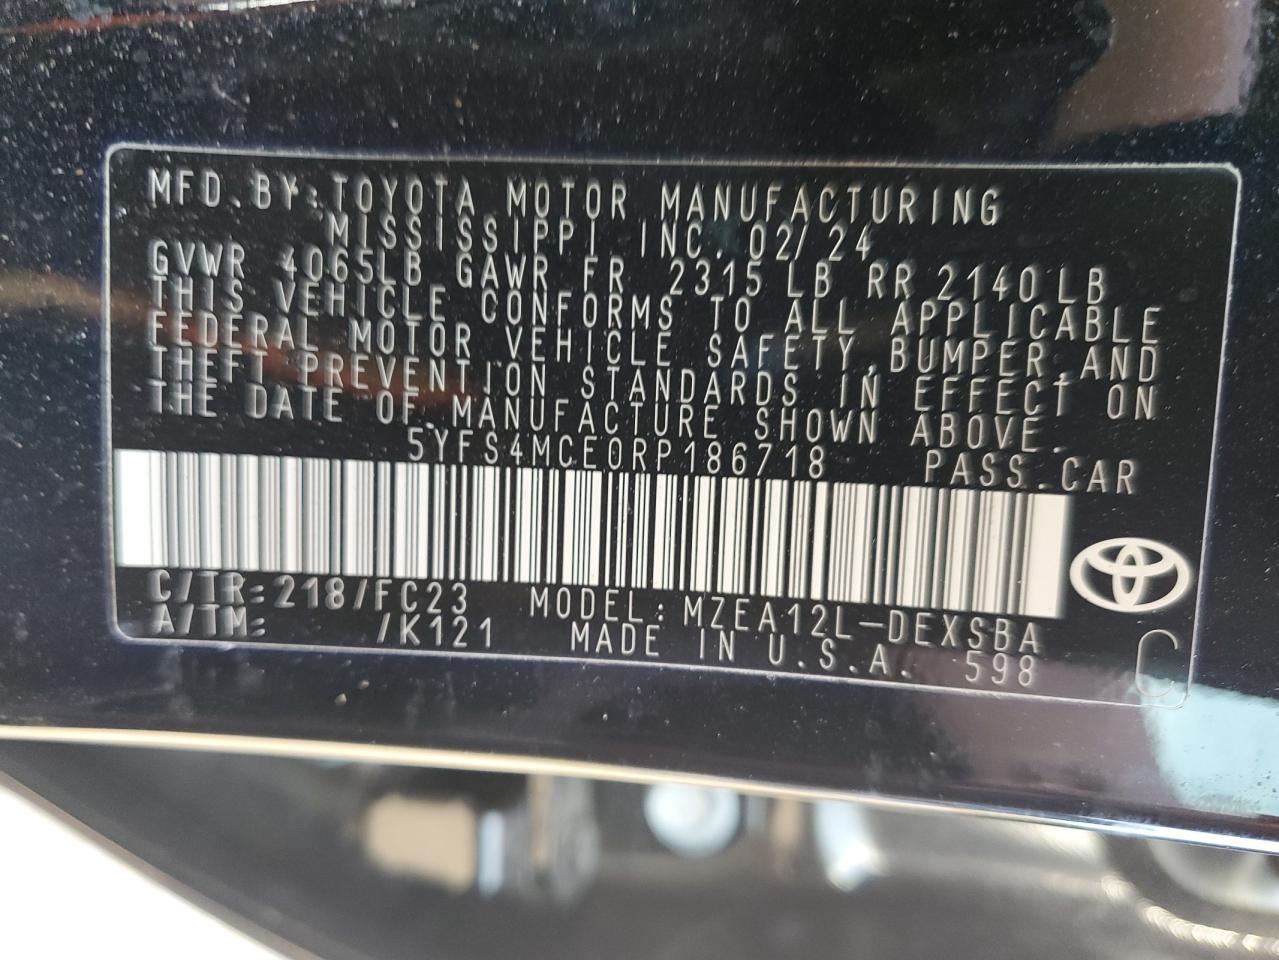 MFD. BY: TOYOTA MOTOR MANUFACTURING
MISSISSIPPI, INC. 02/24
GVWR 4065LB GAWR FR 2315 LB RR 2140 LB
THIS VEHICLE CONFORMS TO ALL APPLICABLE
FEDERAL MOTOR VEHICLE SAFETY, BUMPER, AND
THEFT PREVENTION STANDARDS IN EFFECT ON
THE DATE OF MANUFACTURE SHOWN ABOVE.
5YFS4MCE0RP186718 PASS. CAR
C/TR: 218/FC23 MODEL: MZEA12L-DEXSBA
A/TM: /K121 MADE IN U.S.A. 598
C